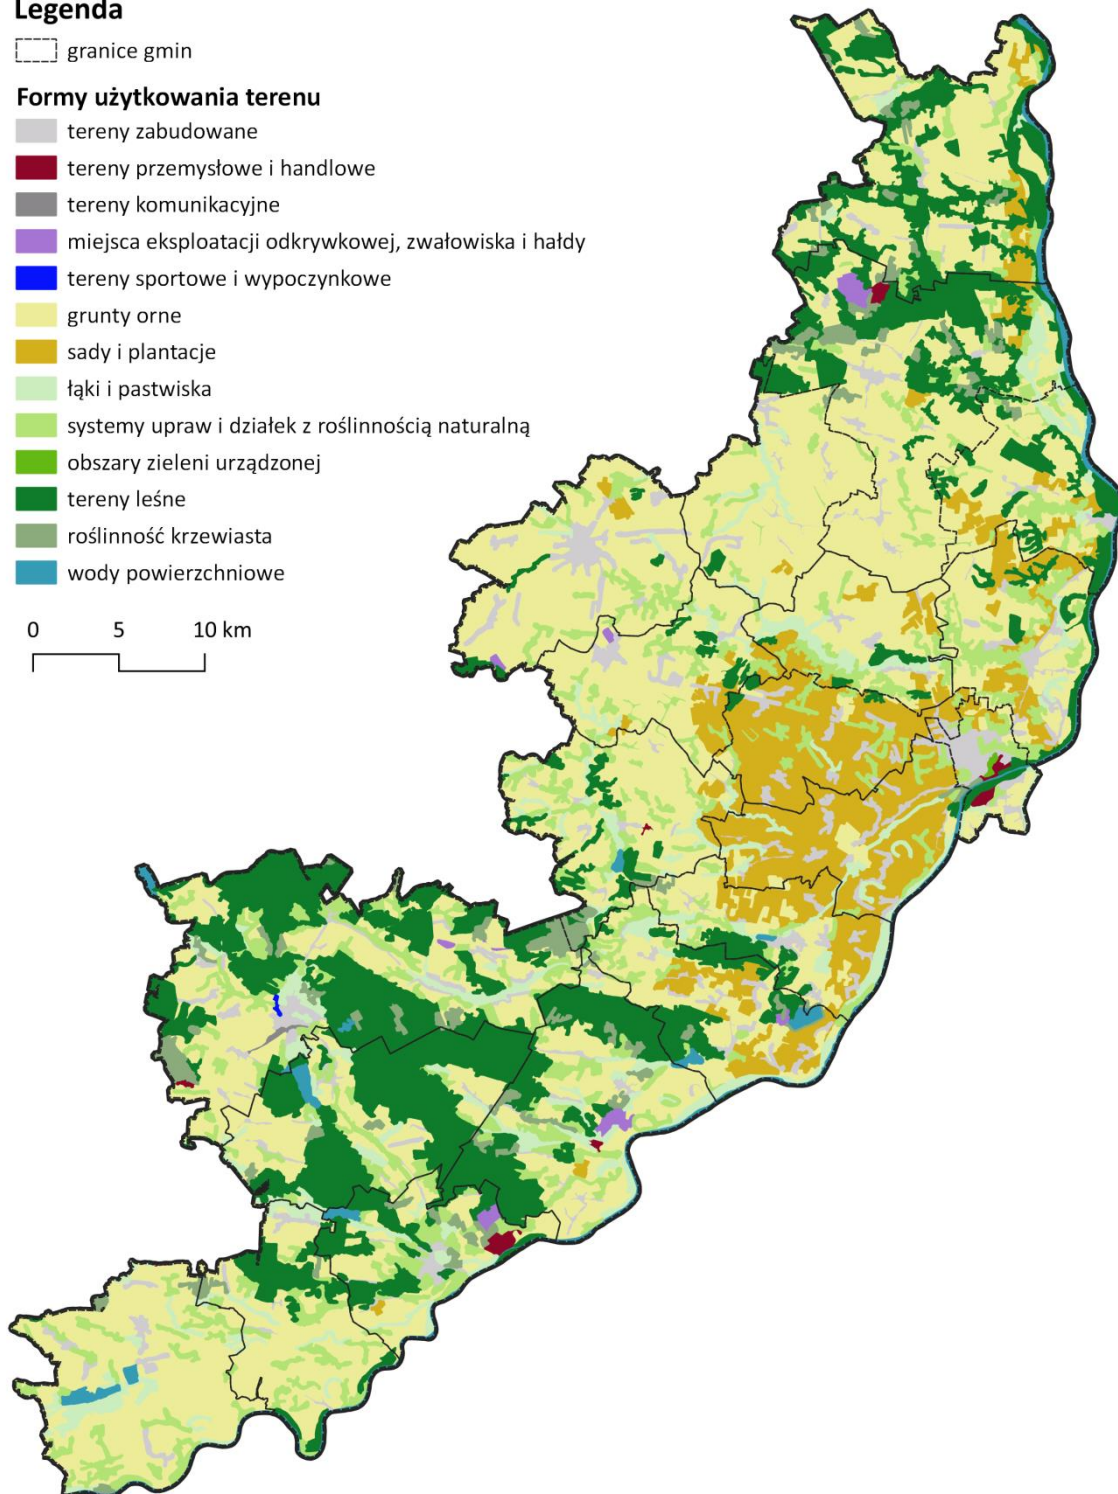 Legenda
granice gmin
Formy użytkowania terenu
tereny zabudowane
tereny przemysłowe i handlowe
tereny komunikacyjne
miejsca eksploatacji odkrywkowej, zwałowiska i hałdy
tereny sportowe i wypoczynkowe
grunty orne
sady i plantacje
łąki i pastwiska
systemy upraw i działek z roślinnością naturalną
obszary zieleni urządzonej
tereny leśne
roślinność krzewiasta
wody powierzchniowe
0 5 10 km